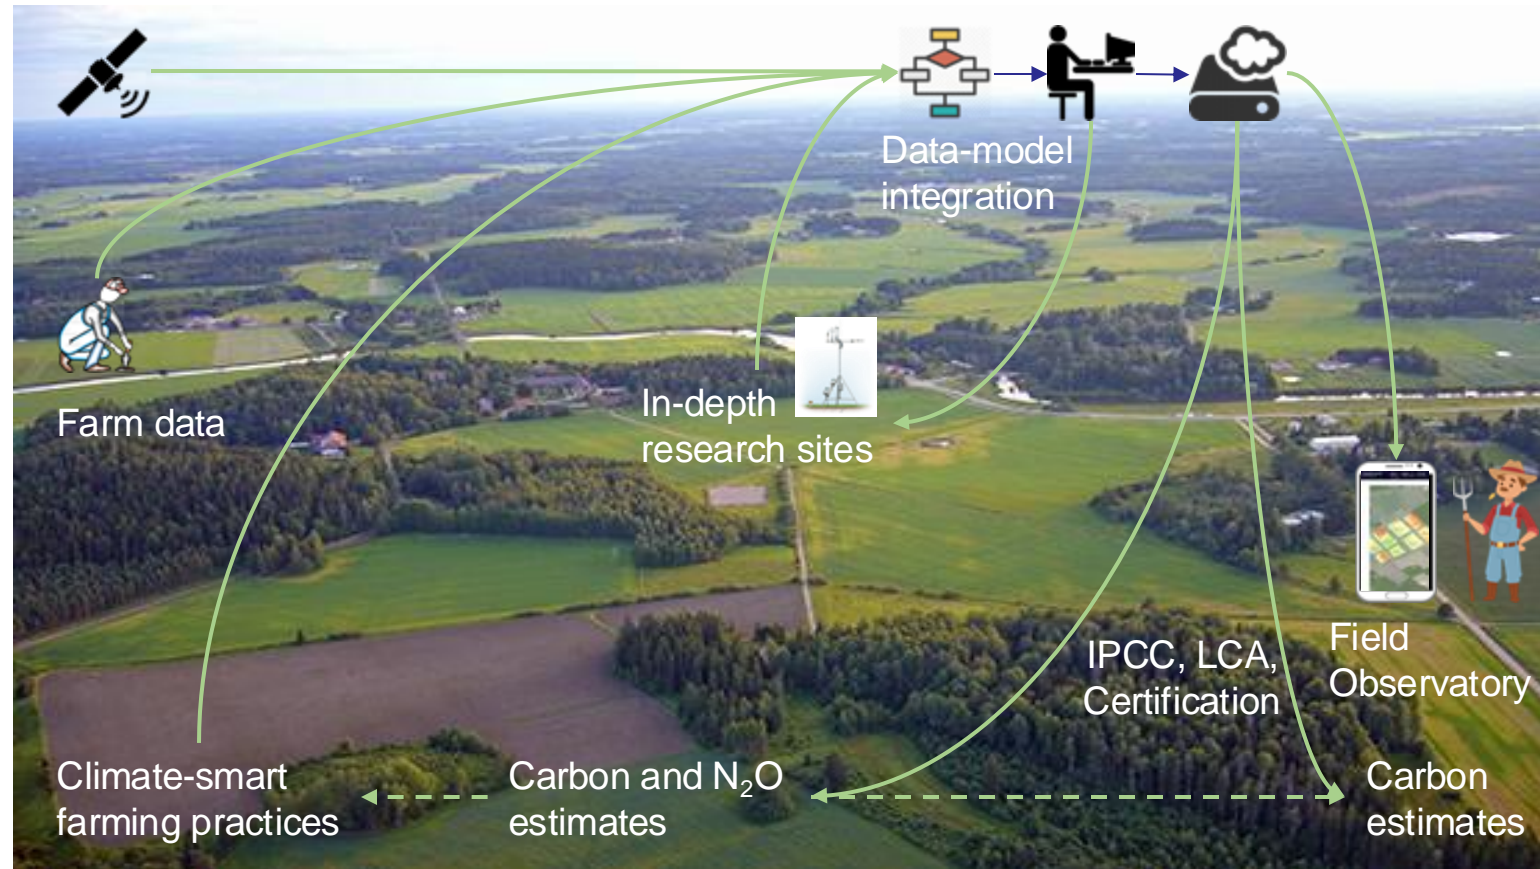 Data-model
integration
Farm data
In-depth
research sites
IPCC, LCA,
Certification
Field
Observatory
Climate-smart
farming practices
Carbon and N₂O
estimates
Carbon
estimates